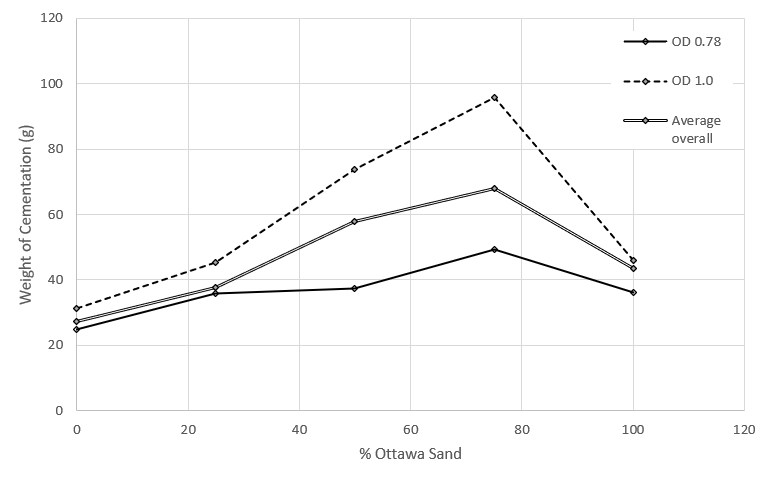 120
100
80
60
40
20
0
Weight of Cementation (g)
OD 0.78
OD 1.0
Average
overall
0 20 40 60 80 100 120
% Ottawa Sand